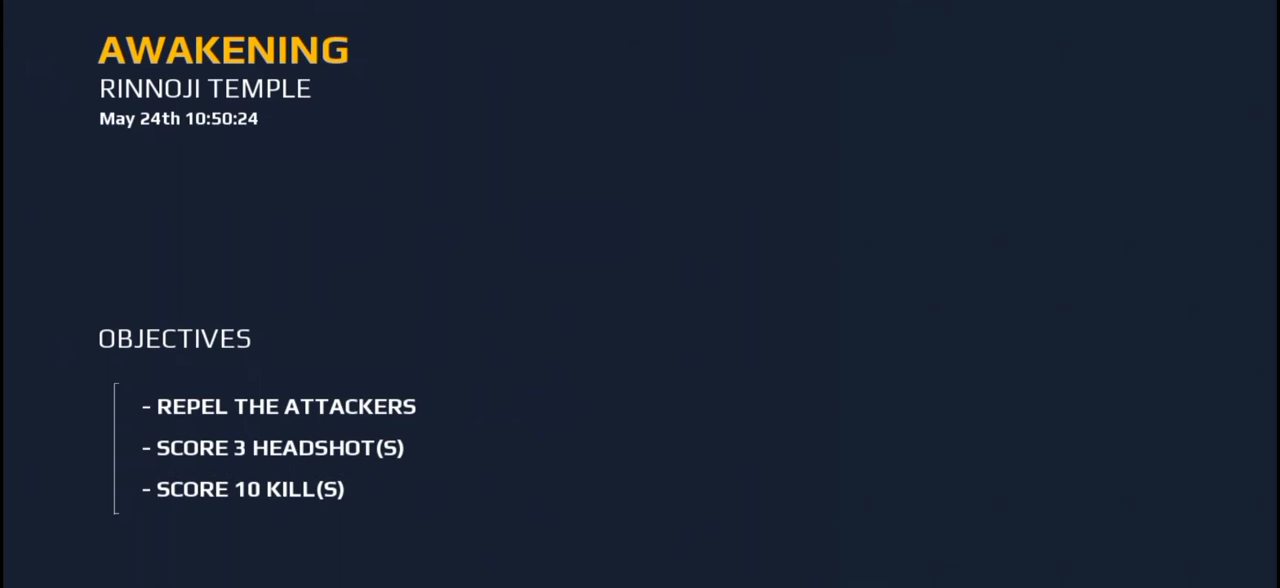 AWAKENING
RINNOJI TEMPLE
May 24th 10:50:24
OBJECTIVES
- REPEL THE ATTACKERS
- SCORE 3 HEADSHOT(S)
- SCORE 10 KILL(S)